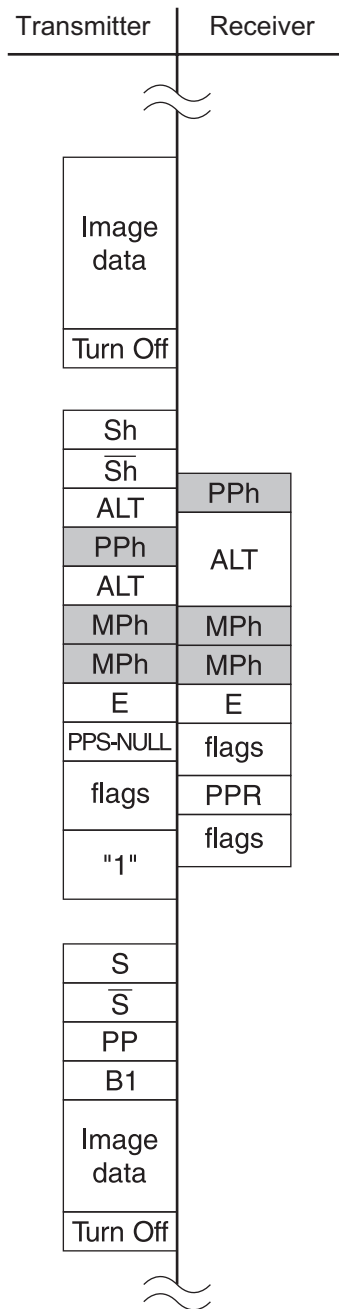 Transmitter Receiver
Image
data
Turn Off
Sh
S̅h̅
ALT
PPh
ALT
MPh
MPh
E
PPS-NULL
flags
"1"
PPh
ALT
MPh
MPh
E
flags
PPR
flags
S
S̅
PP
B1
Image
data
Turn Off